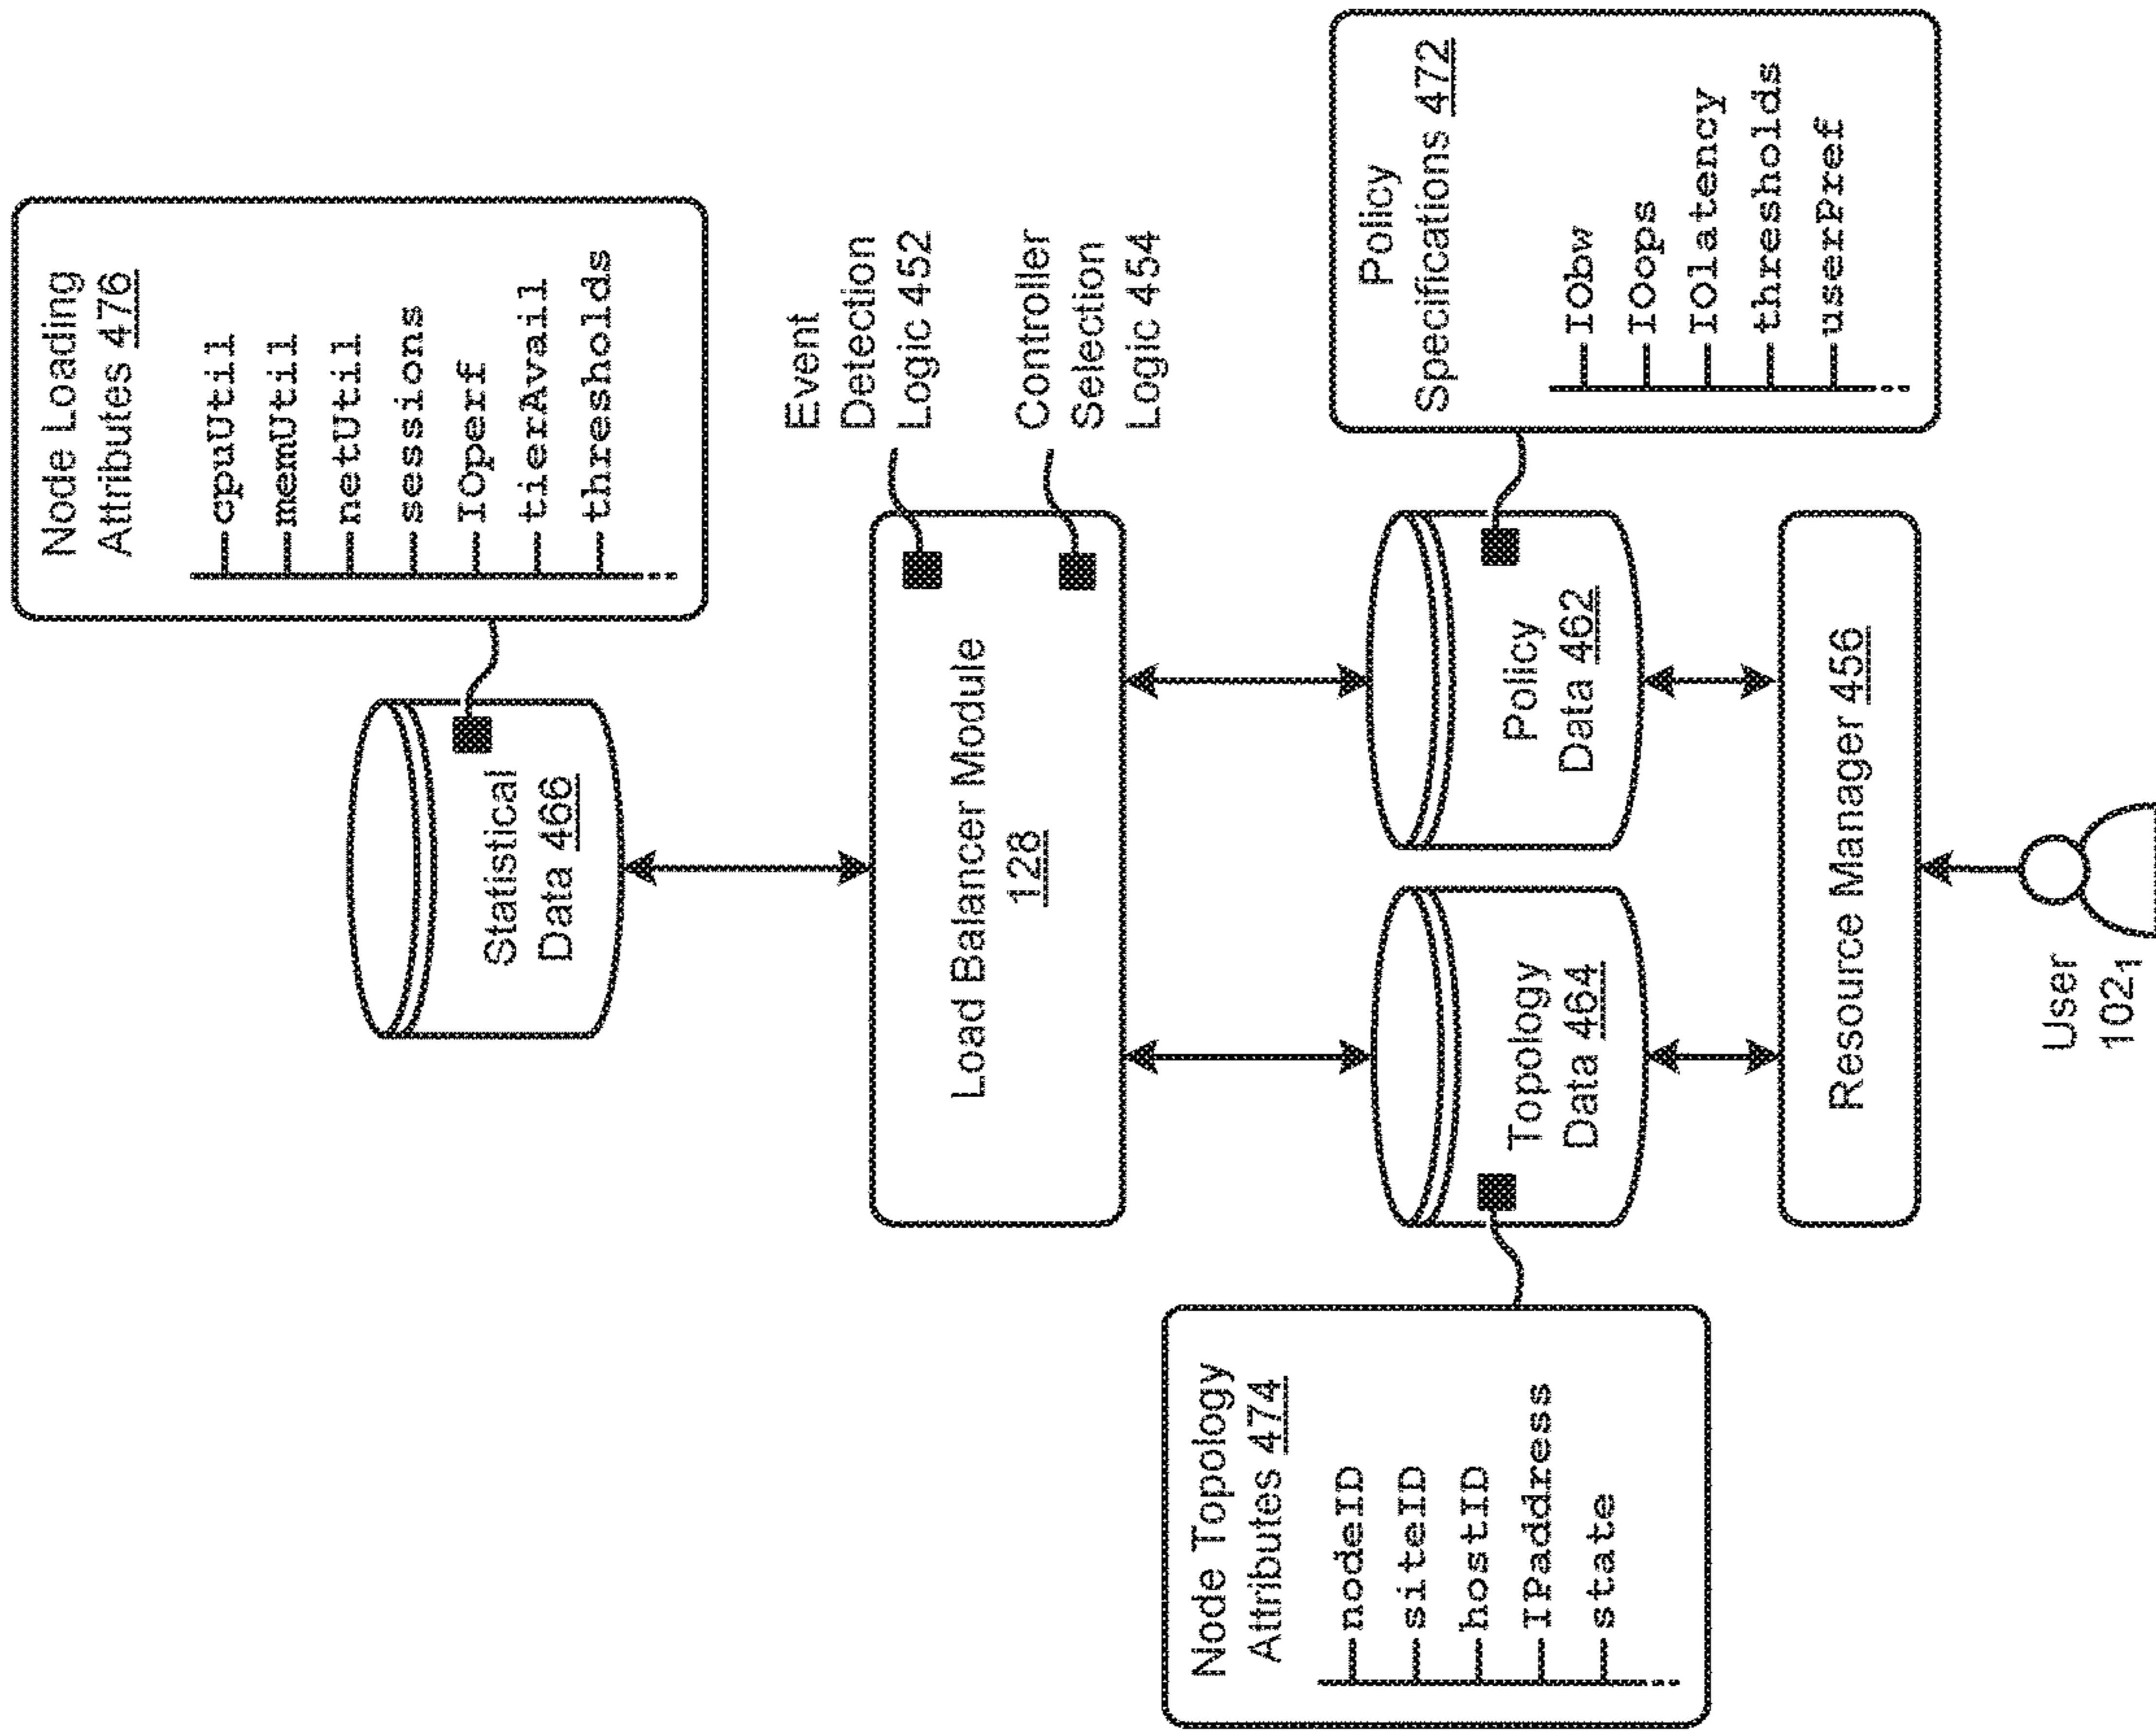 Node Loading
Attributes 476
cpuUtil
memUtil
netUtil
sessions
IOperf
tierAvail
thresholds
Statistical
Data 466
Event
Detection
Logic 452
Controller
Selection
Logic 454
Load Balancer Module
128
Node Topology
Attributes 474
nodeID
siteID
hostID
IPaddress
state
Topology
Data 464
Policy
Data 462
Policy
Specifications 472
IObw
IOops
IOlatency
thresholds
userPref
Resource Manager 456
User
102₁